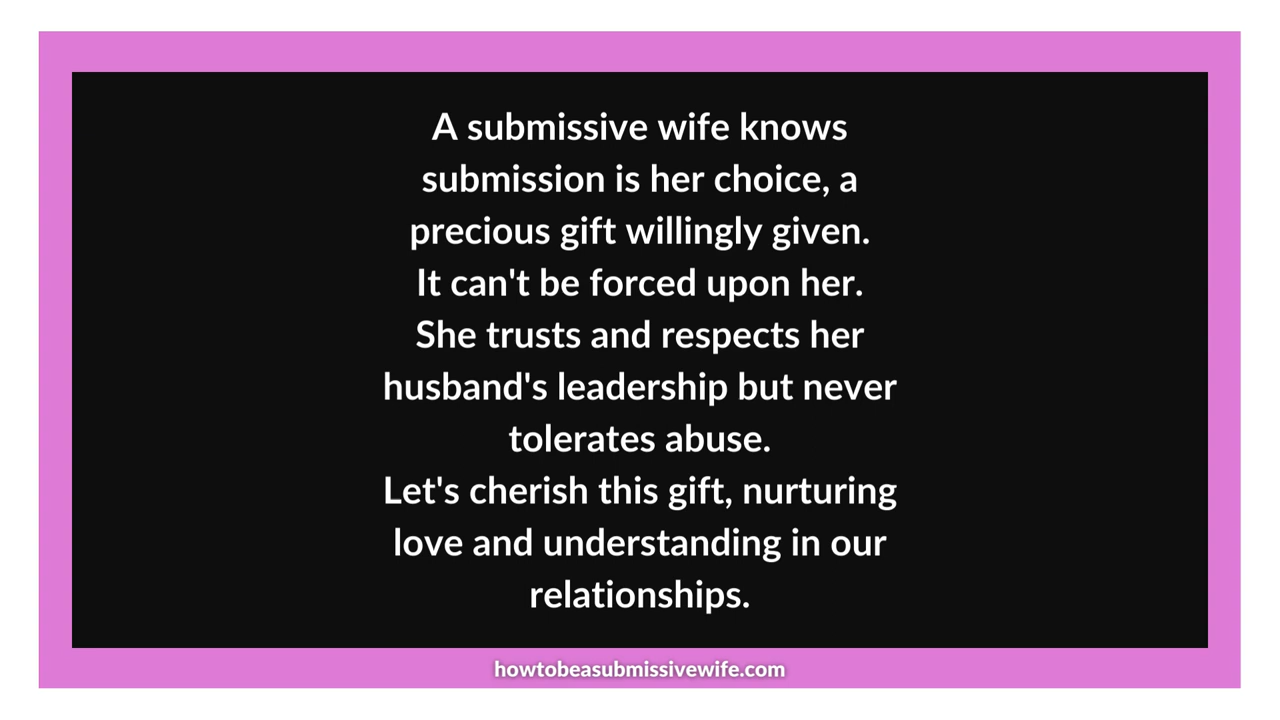 A submissive wife knows
submission is her choice, a
precious gift willingly given.
It can't be forced upon her.
She trusts and respects her
husband's leadership but never
tolerates abuse.
Let's cherish this gift, nurturing
love and understanding in our
relationships.
howtobeasubmissivewife.com